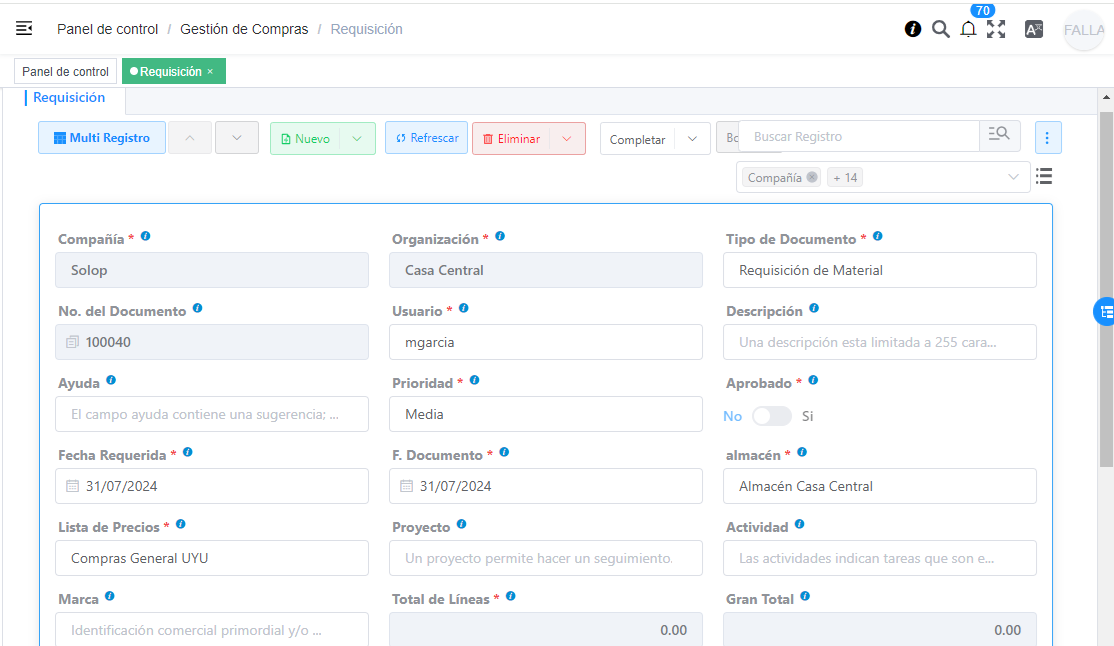 Panel de control / Gestión de Compras / Requisición
70
FALLA
Panel de control
Requisición ×
Requisición
Multi Registro
Nuevo
Refrescar
Eliminar
Completar
Buscar Registro
Compañía
+ 14
Compañía * Organización * Tipo de Documento *
Solop Casa Central Requisición de Material
No. del Documento Usuario * Descripción
100040 mgarcia Una descripción esta limitada a 255 cara...
Ayuda Prioridad * Aprobado *
El campo ayuda contiene una sugerencia; ... Media No Si
Fecha Requerida * F. Documento * almacén *
31/07/2024 31/07/2024 Almacén Casa Central
Lista de Precios * Proyecto Actividad
Compras General UYU Un proyecto permite hacer un seguimiento. Las actividades indican tareas que son e...
Marca Total de Líneas * Gran Total
Identificación comercial primordial y/o ... 0.00 0.00